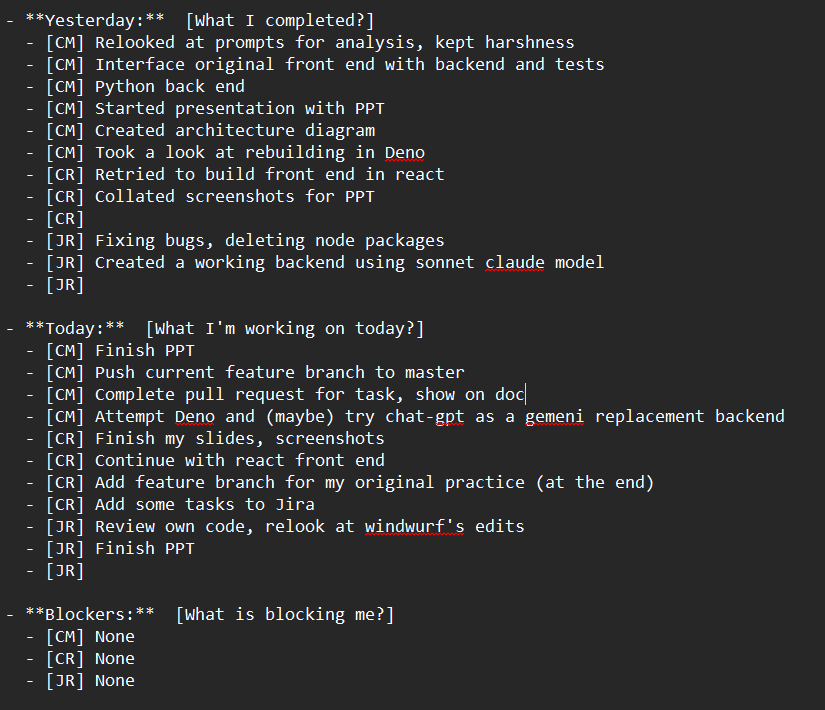 - **Yesterday:**  [What I completed?]
  - [CM] Relooked at prompts for analysis, kept harshness
  - [CM] Interface original front end with backend and tests
  - [CM] Python back end
  - [CM] Started presentation with PPT
  - [CM] Created architecture diagram
  - [CM] Took a look at rebuilding in Deno
  - [CR] Retried to build front end in react
  - [CR] Collated screenshots for PPT
  - [CR]
  - [JR] Fixing bugs, deleting node packages
  - [JR] Created a working backend using sonnet claude model
  - [JR]

- **Today:**  [What I'm working on today?]
  - [CM] Finish PPT
  - [CM] Push current feature branch to master
  - [CM] Complete pull request for task, show on doc
  - [CM] Attempt Deno and (maybe) try chat-gpt as a gemeni replacement backend
  - [CR] Finish my slides, screenshots
  - [CR] Continue with react front end
  - [CR] Add feature branch for my original practice (at the end)
  - [CR] Add some tasks to Jira
  - [JR] Review own code, relook at windwurf's edits
  - [JR] Finish PPT
  - [JR]

- **Blockers:**  [What is blocking me?]
  - [CM] None
  - [CR] None
  - [JR] None